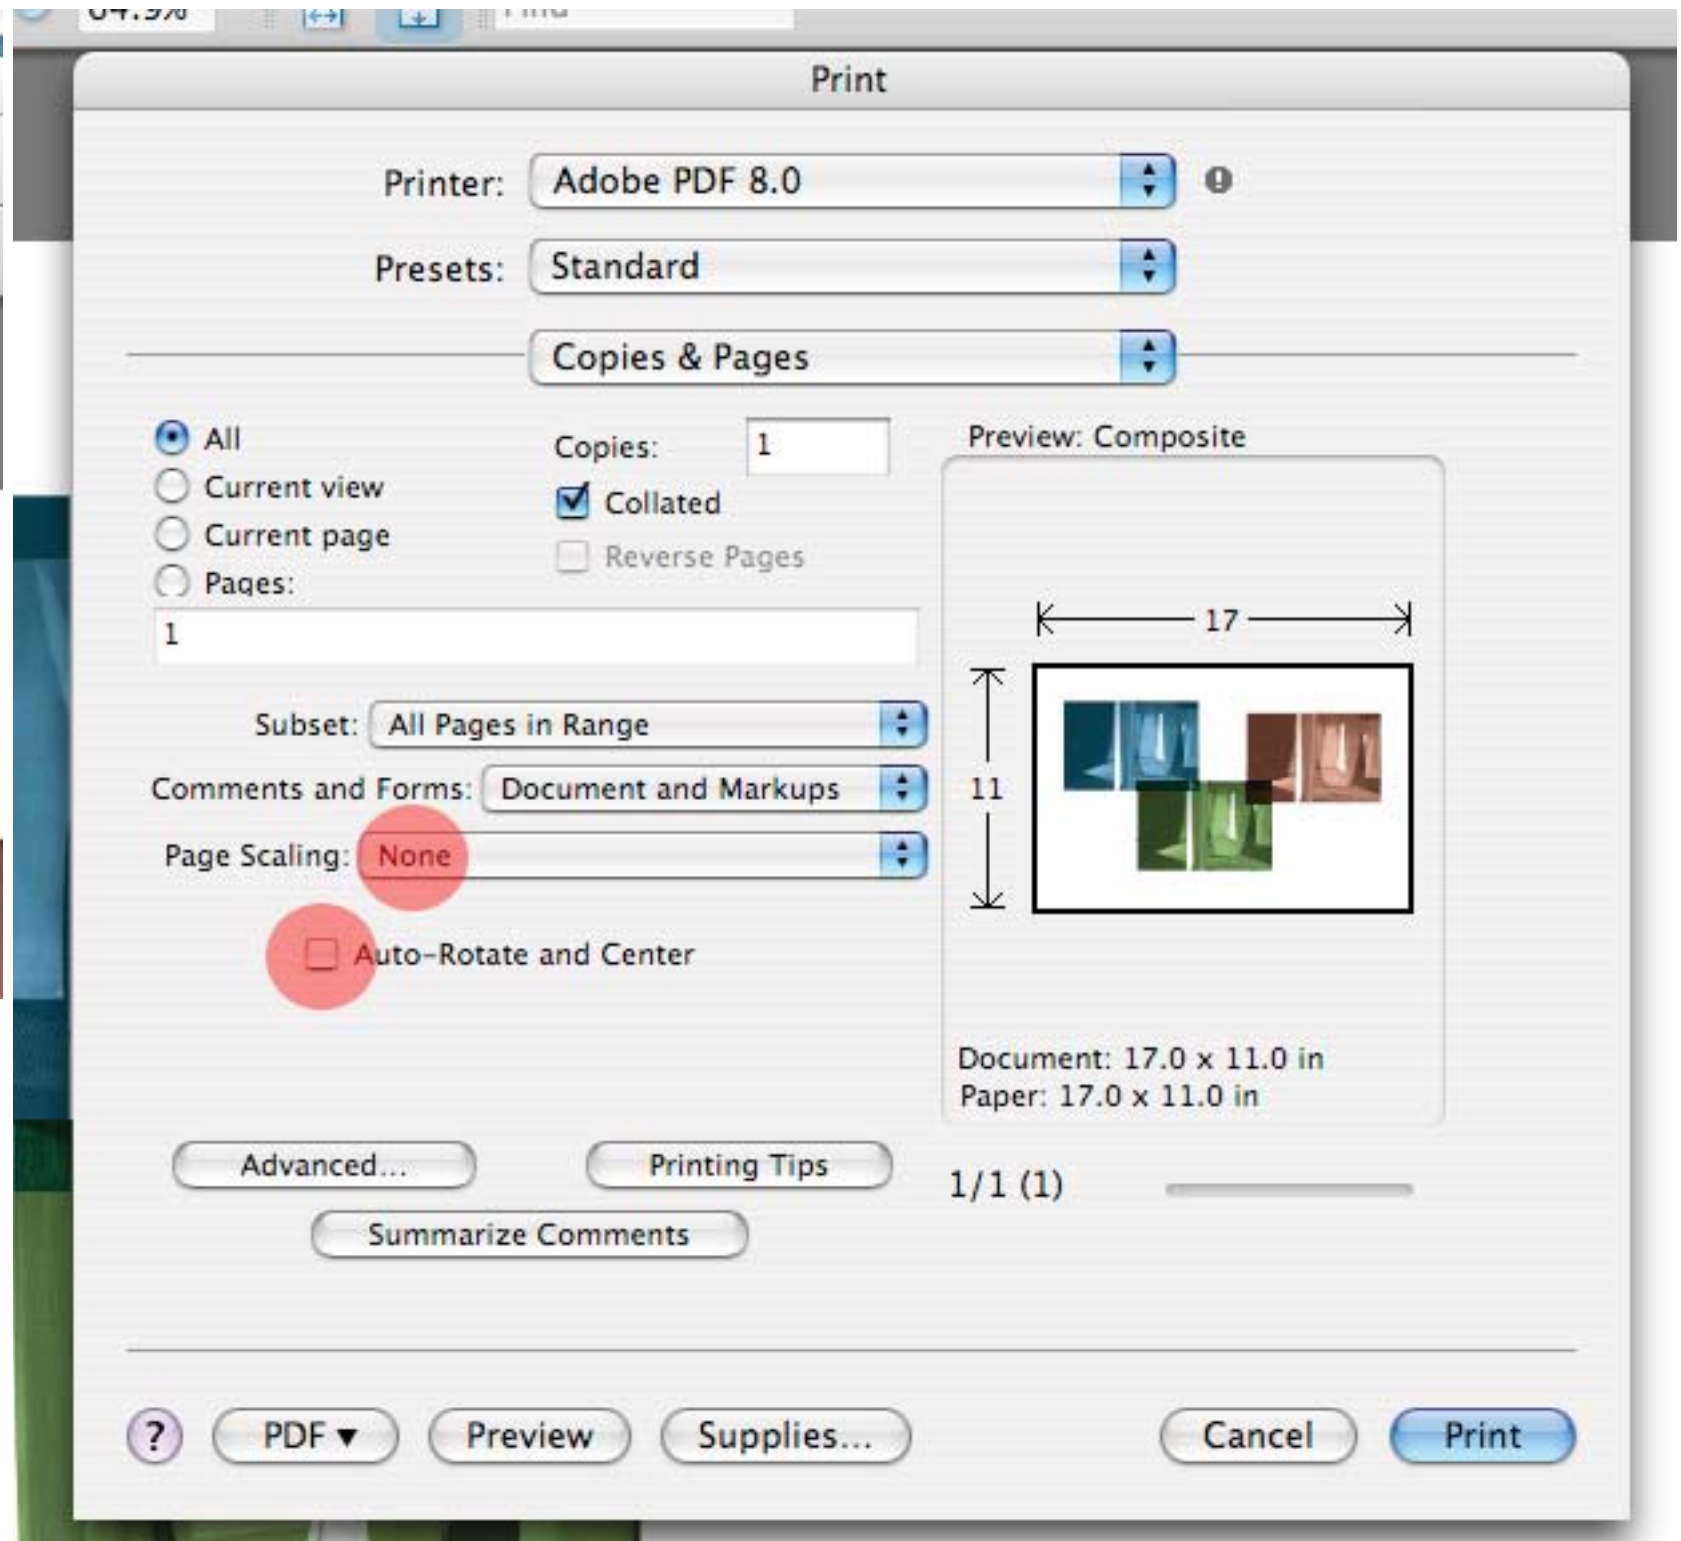 Print
Printer: Adobe PDF 8.0
Presets: Standard
Copies & Pages
All
Current view
Current page
Pages:
1
Copies: 1
Collated
Reverse Pages
Subset: All Pages in Range
Comments and Forms: Document and Markups
Page Scaling: None
Auto-Rotate and Center
Advanced...
Printing Tips
Summarize Comments
Preview: Composite
17
11
Document: 17.0 x 11.0 in
Paper: 17.0 x 11.0 in
1/1 (1)
? PDF ▼ Preview Supplies... Cancel Print